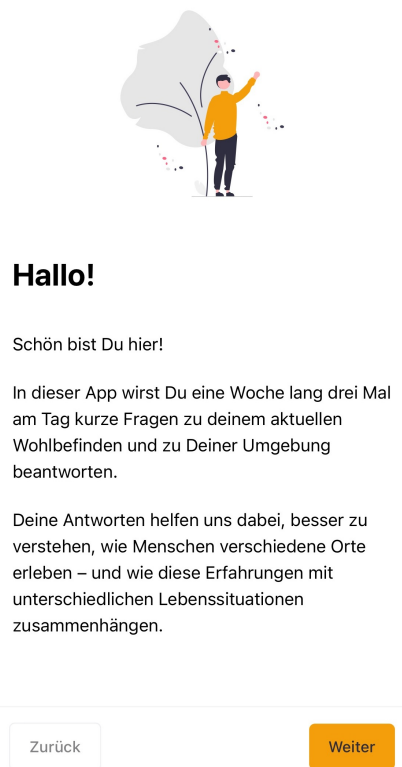 Hallo!
Schön bist Du hier!
In dieser App wirst Du eine Woche lang drei Mal
am Tag kurze Fragen zu deinem aktuellen
Wohlbefinden und zu Deiner Umgebung
beantworten.
Deine Antworten helfen uns dabei, besser zu
verstehen, wie Menschen verschiedene Orte
erleben – und wie diese Erfahrungen mit
unterschiedlichen Lebenssituationen
zusammenhängen.
Zurück
Weiter